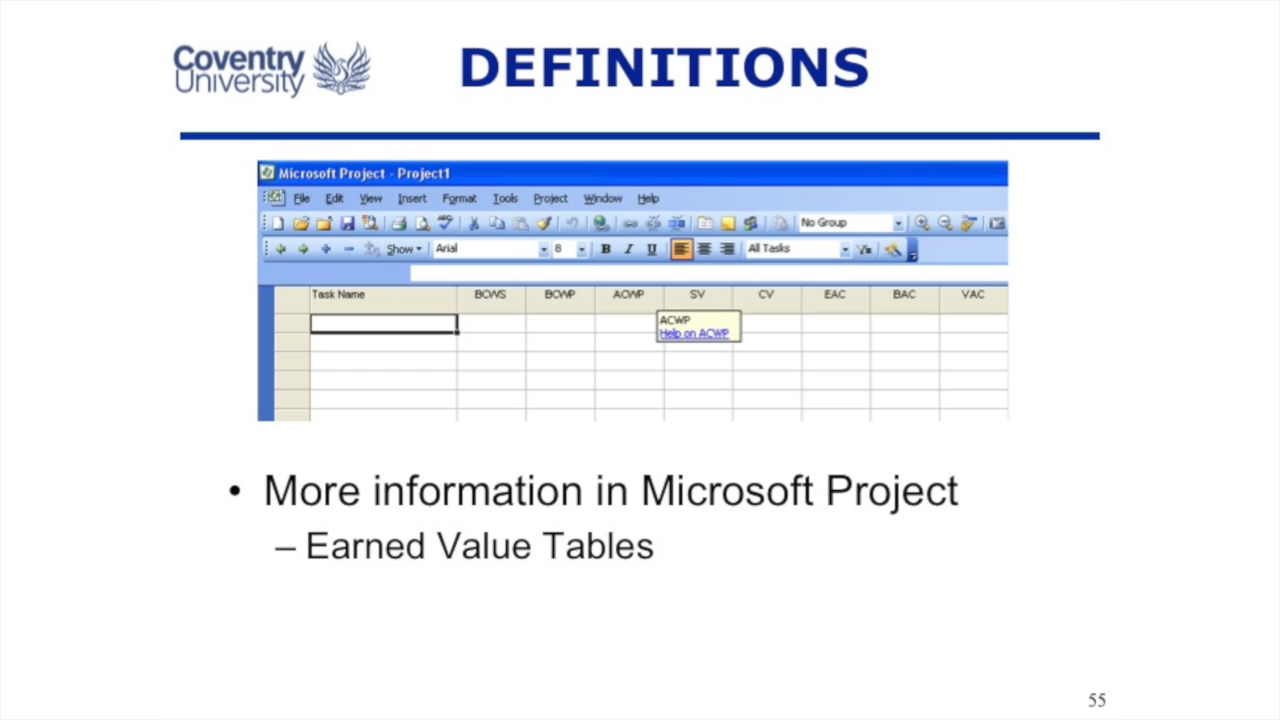 Coventry
University
DEFINITIONS
Microsoft Project - Project1
File Edit View Insert Format Tools Project Window Help
No Group
Show Arial 8 B I U All Tasks
Task Name BCWS BCWP ACWP SV CV EAC BAC VAC
ACWP
Help on ACWP
• More information in Microsoft Project
– Earned Value Tables
55